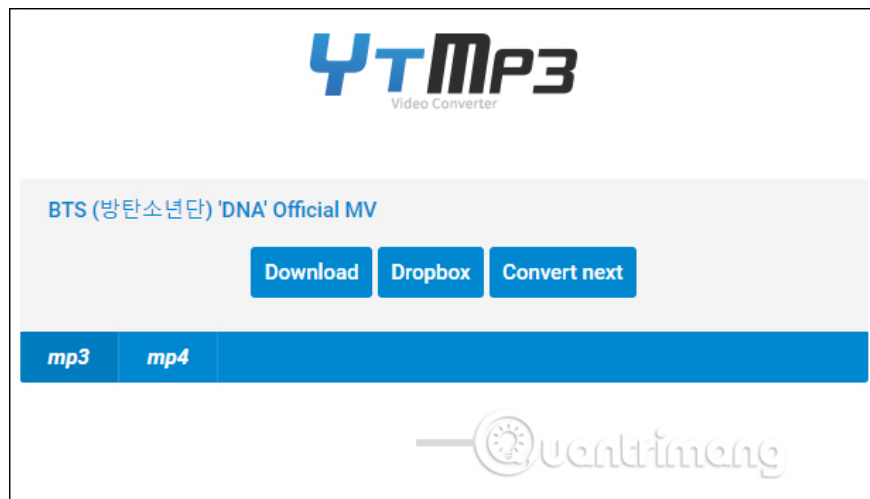 YTMP3
Video Converter
BTS (방탄소년단) 'DNA' Official MV
Download Dropbox Convert next
mp3 mp4
Quantrimang